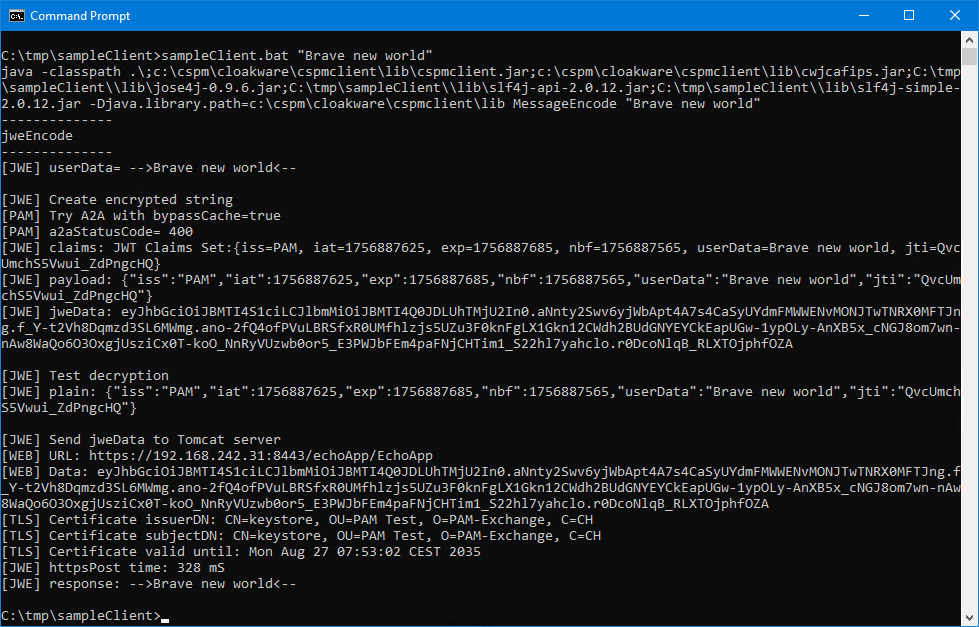 Command Prompt
C:\tmp\sampleClient>sampleClient.bat "Brave new world"
java -classpath .\;c:\cspm\cloakware\cspmclient\lib\cspmclient.jar;c:\cspm\cloakware\cspmclient\lib\cwjcafips.jar;C:\tmp
\sampleClient\\lib\jose4j-0.9.6.jar;C:\tmp\sampleClient\\lib\slf4j-api-2.0.12.jar;C:\tmp\sampleClient\\lib\slf4j-simple-
2.0.12.jar -Djava.library.path=c:\cspm\cloakware\cspmclient\lib MessageEncode "Brave new world"
--------------
jweEncode
--------------
[JWE] userData= -->Brave new world<--
[JWE] Create encrypted string
[PAM] Try A2A with bypassCache=true
[PAM] a2aStatusCode= 400
[JWE] claims: JWT Claims Set:{iss=PAM, iat=1756887625, exp=1756887685, nbf=1756887565, userData=Brave new world, jti=Qvc
UmchS5Vwui_ZdPngcHQ}
[JWE] payload: {"iss":"PAM","iat":1756887625,"exp":1756887685,"nbf":1756887565,"userData":"Brave new world","jti":"QvcUm
chS5Vwui_ZdPngcHQ"}
[JWE] jweData: eyJhbGciOiJBMTI4S1ciLCJlbmMiOiJBMTI4Q0JDLUhTMjU2In0.aNnty2Swv6yjWbApt4A7s4CaSyUYdmFMWWENvMONJTwTNRX0MFTJn
g.f_Y-t2Vh8Dqmzd3SL6MWmg.ano-2fQ4ofPVuLBRSfxR0UMfhlzjs5UZu3F0knFgLX1Gkn12CWdh2BUdGNYEYCkEapUGw-1ypOLy-AnXB5x_cNGJ8om7wn-
nAw8WaQo6O3OxgjUsziCx0T-koO_NnRyVUzwb0or5_E3PWJbFEm4paFNjCHTim1_S22hl7yahclo.r0DcoNlqB_RLXTOjphfOZA
[JWE] Test decryption
[JWE] plain: {"iss":"PAM","iat":1756887625,"exp":1756887685,"nbf":1756887565,"userData":"Brave new world","jti":"QvcUmch
S5Vwui_ZdPngcHQ"}
[JWE] Send jweData to Tomcat server
[WEB] URL: https://192.168.242.31:8443/echoApp/EchoApp
[WEB] Data: eyJhbGciOiJBMTI4S1ciLCJlbmMiOiJBMTI4Q0JDLUhTMjU2In0.aNnty2Swv6yjWbApt4A7s4CaSyUYdmFMWWENvMONJTwTNRX0MFTJng.f
_Y-t2Vh8Dqmzd3SL6MWmg.ano-2fQ4ofPVuLBRSfxR0UMfhlzjs5UZu3F0knFgLX1Gkn12CWdh2BUdGNYEYCkEapUGw-1ypOLy-AnXB5x_cNGJ8om7wn-nAw
8WaQo6O3OxgjUsziCx0T-koO_NnRyVUzwb0or5_E3PWJbFEm4paFNjCHTim1_S22hl7yahclo.r0DcoNlqB_RLXTOjphfOZA
[TLS] Certificate issuerDN: CN=keystore, OU=PAM Test, O=PAM-Exchange, C=CH
[TLS] Certificate subjectDN: CN=keystore, OU=PAM Test, O=PAM-Exchange, C=CH
[TLS] Certificate valid until: Mon Aug 27 07:53:02 CEST 2035
[JWE] httpsPost time: 328 mS
[JWE] response: -->Brave new world<--
C:\tmp\sampleClient>